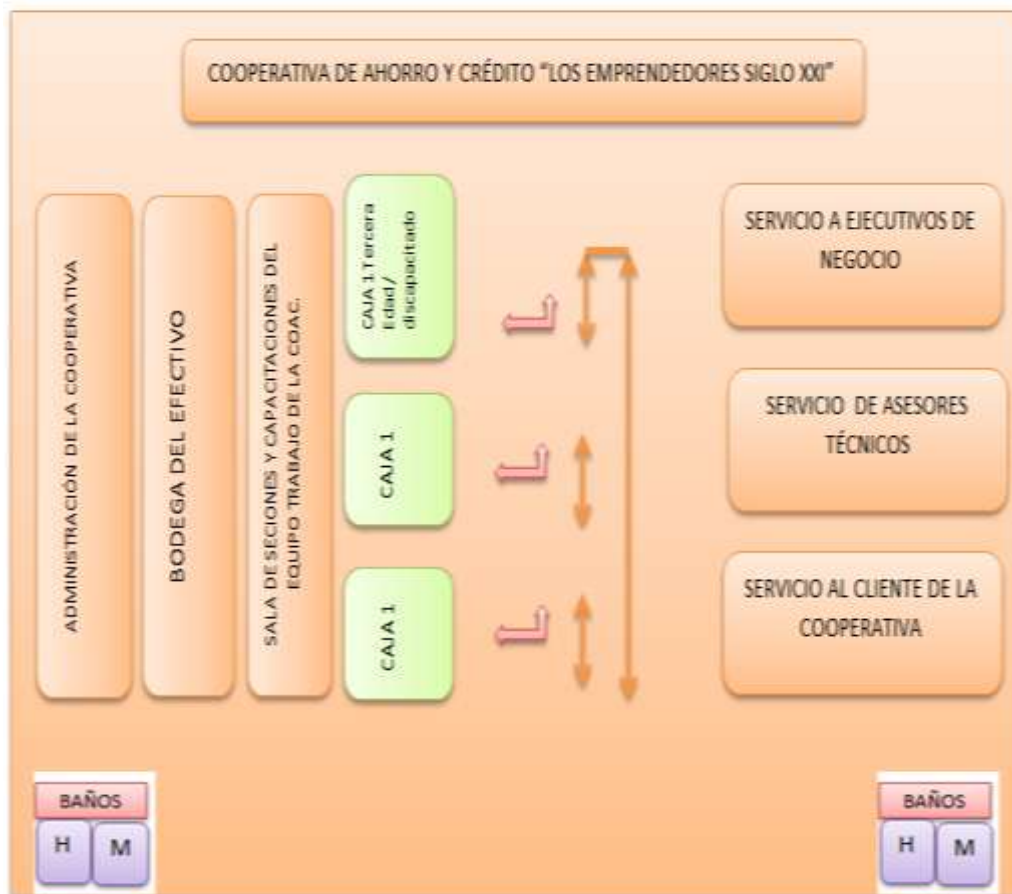 COOPERATIVA DE AHORRO Y CRÉDITO “LOS EMPRENDEDORES SIGLO XXI”
ADMINISTRACIÓN DE LA COOPERATIVA
BODEGA DEL EFECTIVO
SALA DE SECIONES Y CAPACITACIONES DEL
EQUIPO TRABAJO DE LA COAC.
CAJA 1 Tercera
Edad/
discapacitado
CAJA 1
CAJA 1
SERVICIO A EJECUTIVOS DE
NEGOCIO
SERVICIO DE ASESORES
TÉCNICOS
SERVICIO AL CLIENTE DE LA
COOPERATIVA
BAÑOS
H M
BAÑOS
H M